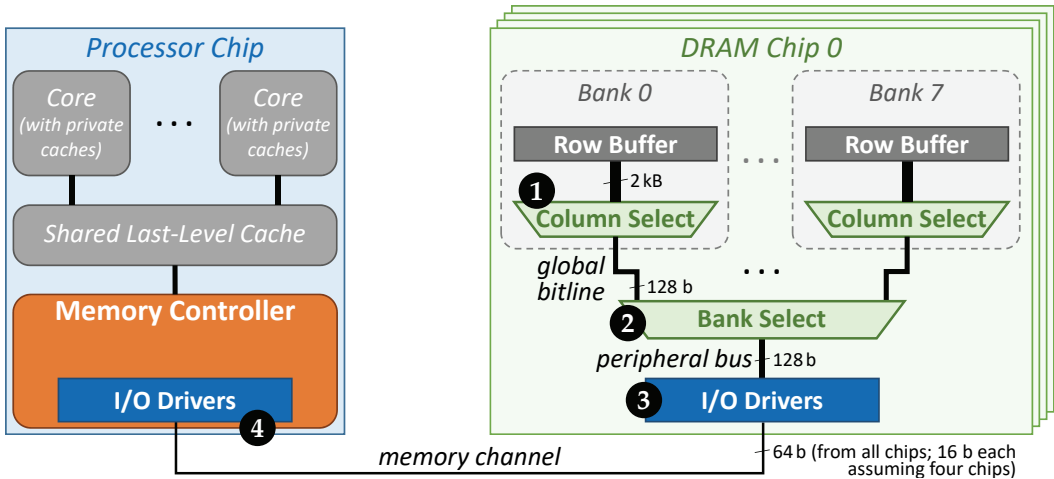 Processor Chip
Core
(with private
caches)
...
Core
(with private
caches)
Shared Last-Level Cache
Memory Controller
I/O Drivers
4
DRAM Chip 0
Bank 0
Row Buffer
2 kB
1
Column Select
...
Bank 7
Row Buffer
Column Select
global
bitline
128 b
...
2
Bank Select
peripheral bus
128 b
3
I/O Drivers
memory channel
64 b (from all chips; 16 b each
assuming four chips)